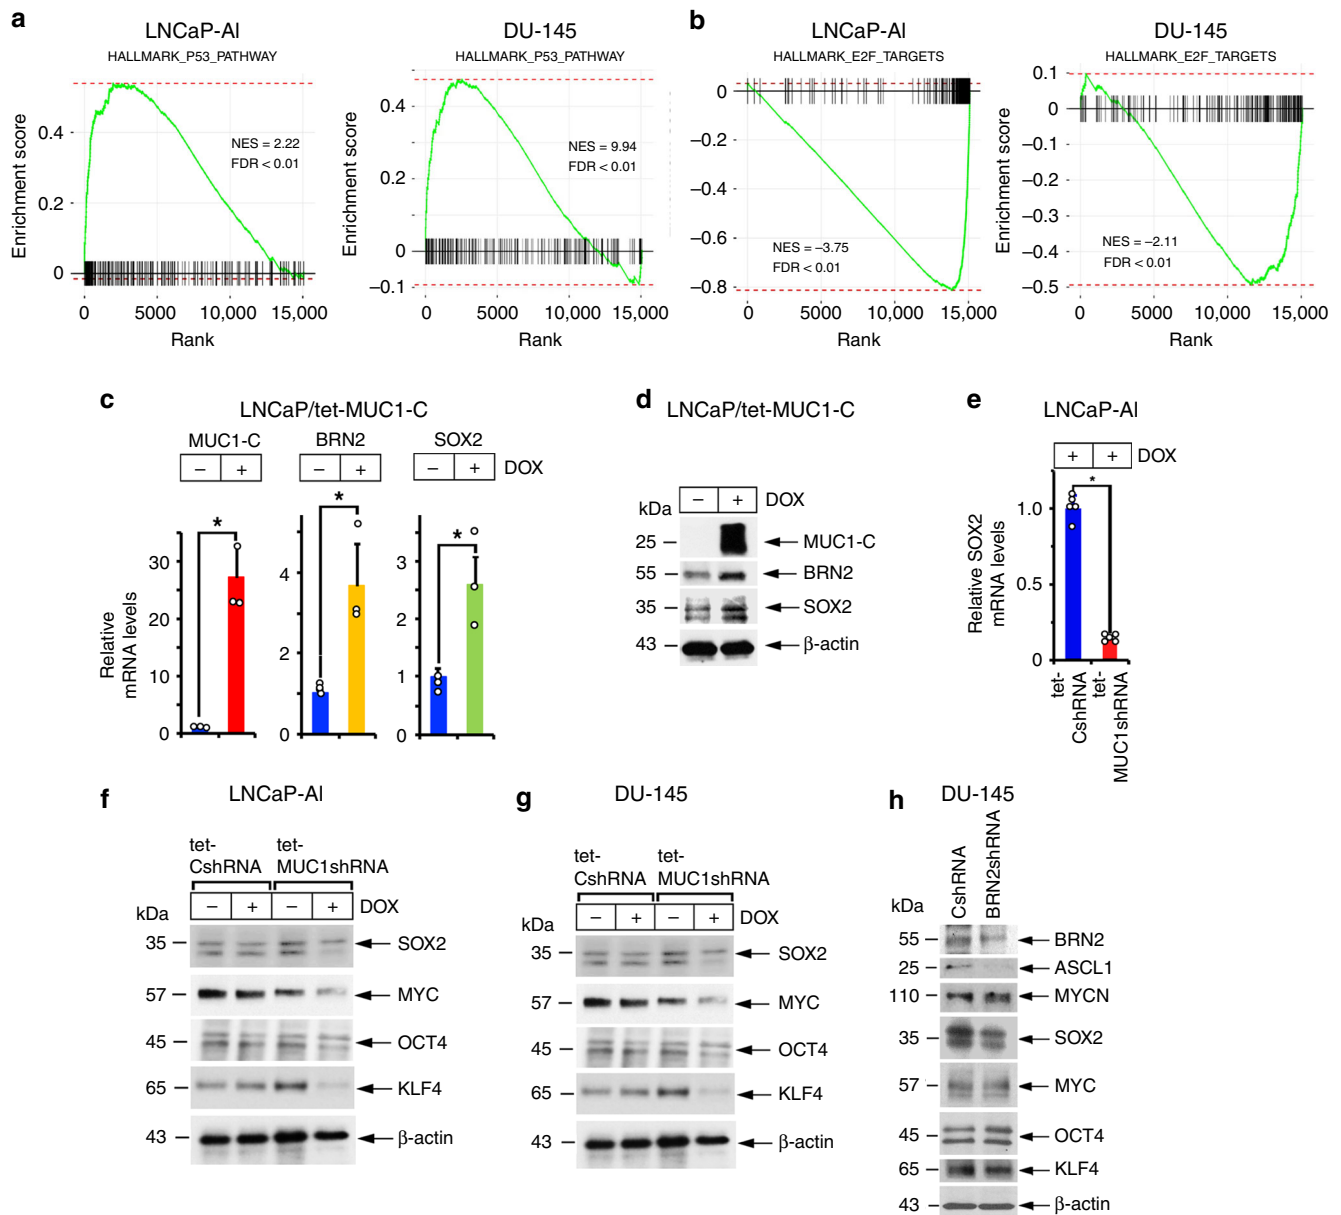 a
LNCaP-AI
HALLMARK_P53_PATHWAY
Enrichment score
0.4
0.2
0
NES = 2.22
FDR < 0.01
0 5000 10,000 15,000
Rank
DU-145
HALLMARK_P53_PATHWAY
Enrichment score
0.4
0.2
0
–0.1
NES = 9.94
FDR < 0.01
0 5000 10,000 15,000
Rank
b
LNCaP-AI
HALLMARK_E2F_TARGETS
0
–0.2
–0.4
–0.6
–0.8
NES = –3.75
FDR < 0.01
0 5000 10,000 15,000
Rank
DU-145
HALLMARK_E2F_TARGETS
Enrichment score
0.1
0
–0.1
–0.2
–0.3
–0.4
–0.5
NES = –2.11
FDR < 0.01
0 5000 10,000 15,000
Rank
c
LNCaP/tet-MUC1-C
MUC1-C BRN2 SOX2
– + – + – + DOX
Relative
mRNA levels
* * *
30
20
10
0
4
2
0
3
2
1
0
d
LNCaP/tet-MUC1-C
kDa – + DOX
25 MUC1-C
55 BRN2
35 SOX2
43 β-actin
e
LNCaP-AI
+ + DOX
*
Relative SOX2
mRNA levels
1.0
0.5
0
tet-
CshRNA
tet-
MUC1shRNA
f
LNCaP-AI
tet-
CshRNA
tet-
MUC1shRNA
kDa – + – + DOX
35 SOX2
57 MYC
45 OCT4
65 KLF4
43 β-actin
g
DU-145
tet-
CshRNA
tet-
MUC1shRNA
kDa – + – + DOX
35 SOX2
57 MYC
45 OCT4
65 KLF4
43 β-actin
h
DU-145
CshRNA
BRN2shRNA
kDa
55 BRN2
25 ASCL1
110 MYCN
35 SOX2
57 MYC
45 OCT4
65 KLF4
43 β-actin